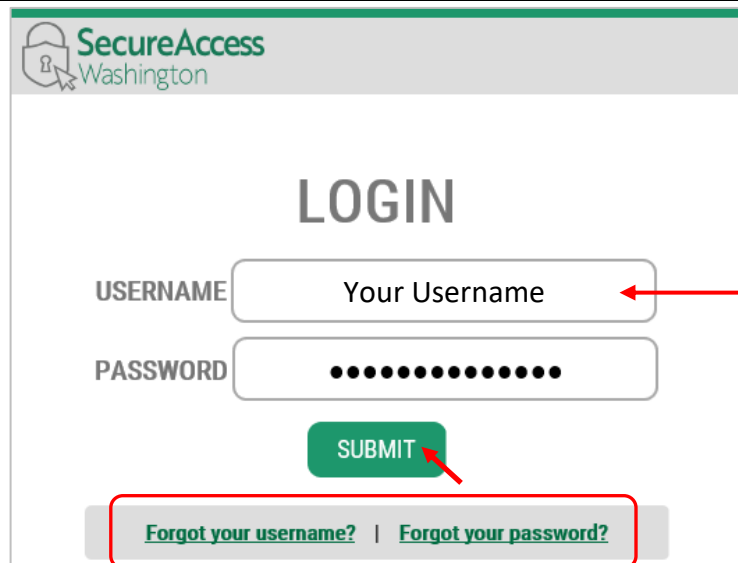 SecureAccess
Washington
LOGIN
USERNAME Your Username
PASSWORD ●●●●●●●●●●●●●●
SUBMIT
Forgot your username? | Forgot your password?